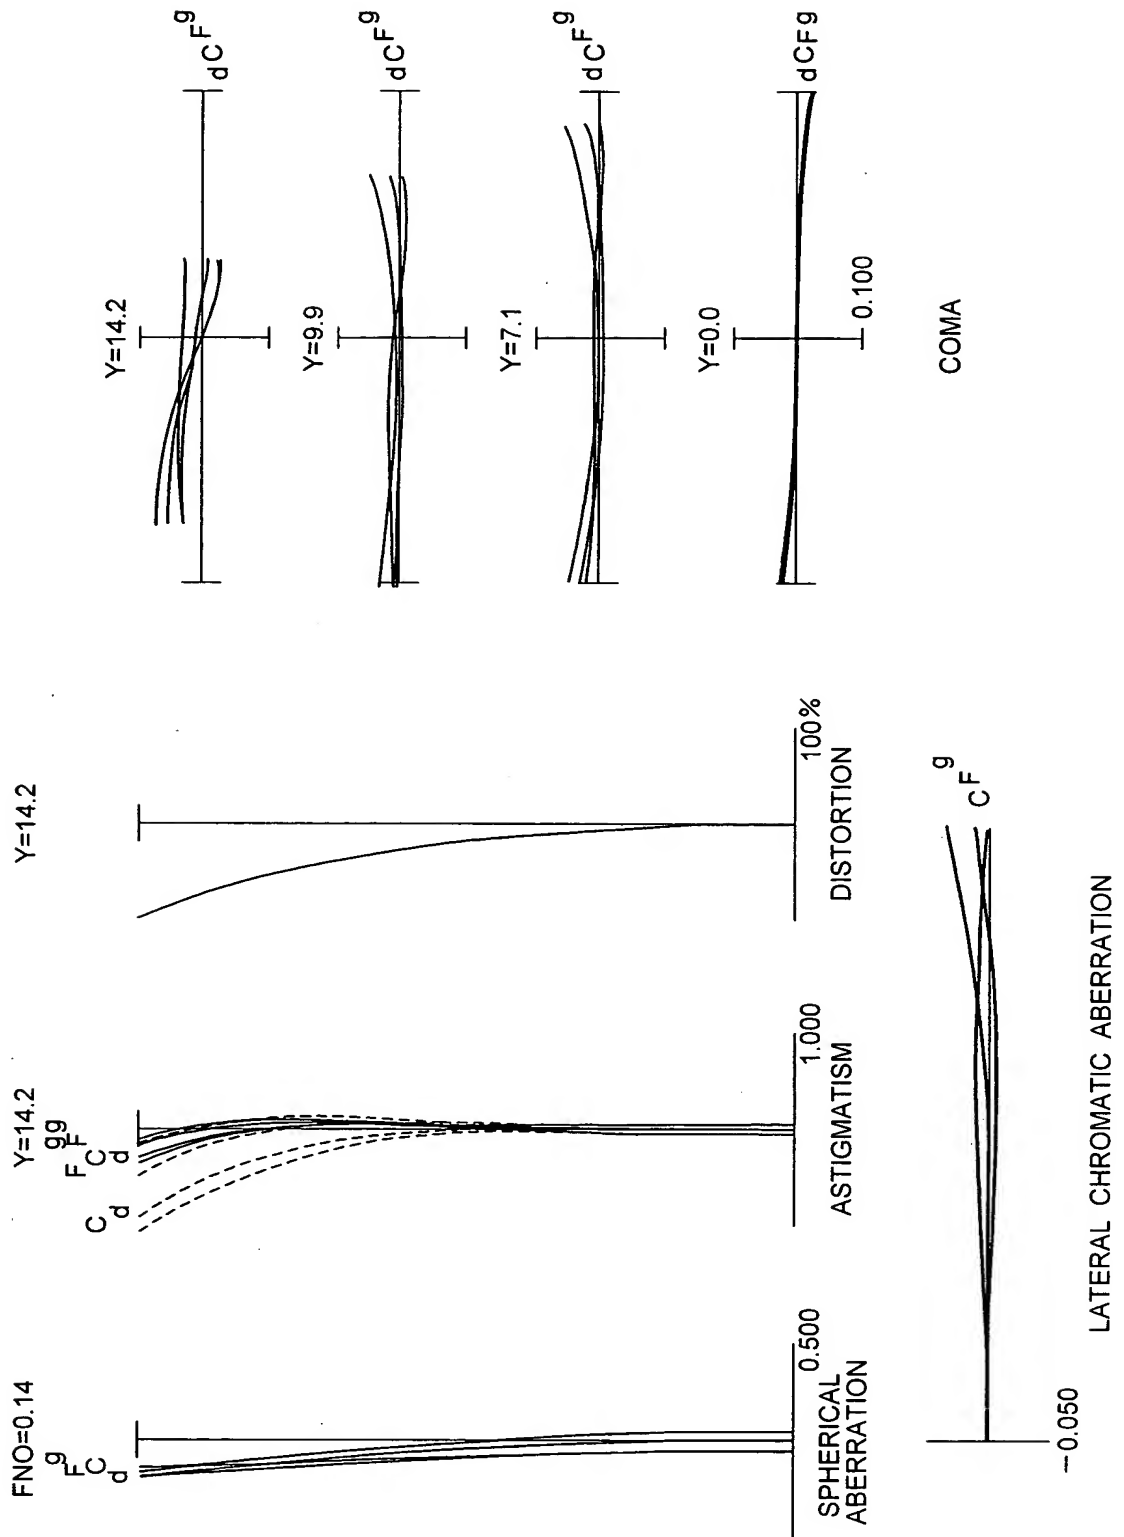 FNO=0.14
g
F
C
d
0.500
SPHERICAL
ABERRATION
Y=14.2
g g
F
F C
d
C
d
1.000
ASTIGMATISM
Y=14.2
100%
DISTORTION
Y=14.2
d C F g
Y=9.9
d C F g
Y=7.1
d C F g
Y=0.0
d C F g
0.100
COMA
C F g
−0.050
LATERAL CHROMATIC ABERRATION